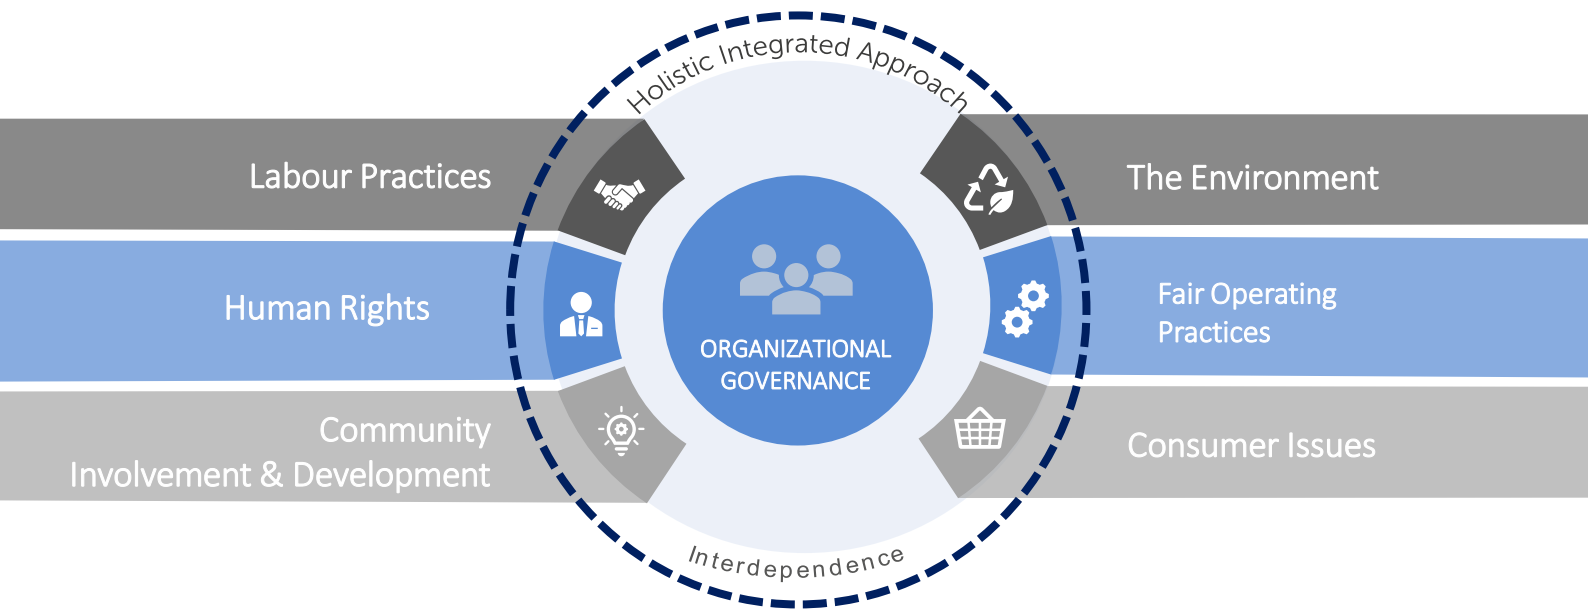 Holistic Integrated Approach
Labour Practices
Human Rights
Community
Involvement & Development
ORGANIZATIONAL
GOVERNANCE
The Environment
Fair Operating
Practices
Consumer Issues
Interdependence